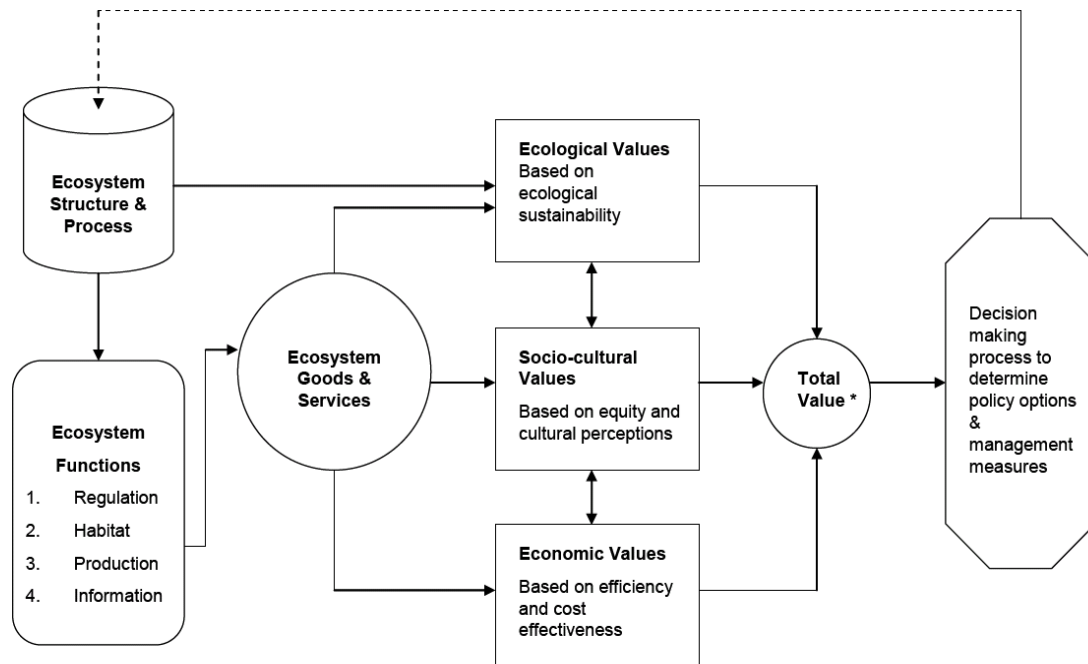 Ecosystem
Structure &
Process
Ecosystem
Functions
1. Regulation
2. Habitat
3. Production
4. Information
Ecosystem
Goods &
Services
Ecological Values
Based on
ecological
sustainability
Socio-cultural
Values
Based on equity and
cultural perceptions
Economic Values
Based on efficiency
and cost
effectiveness
Total
Value *
Decision
making
process to
determine
policy options
&
management
measures